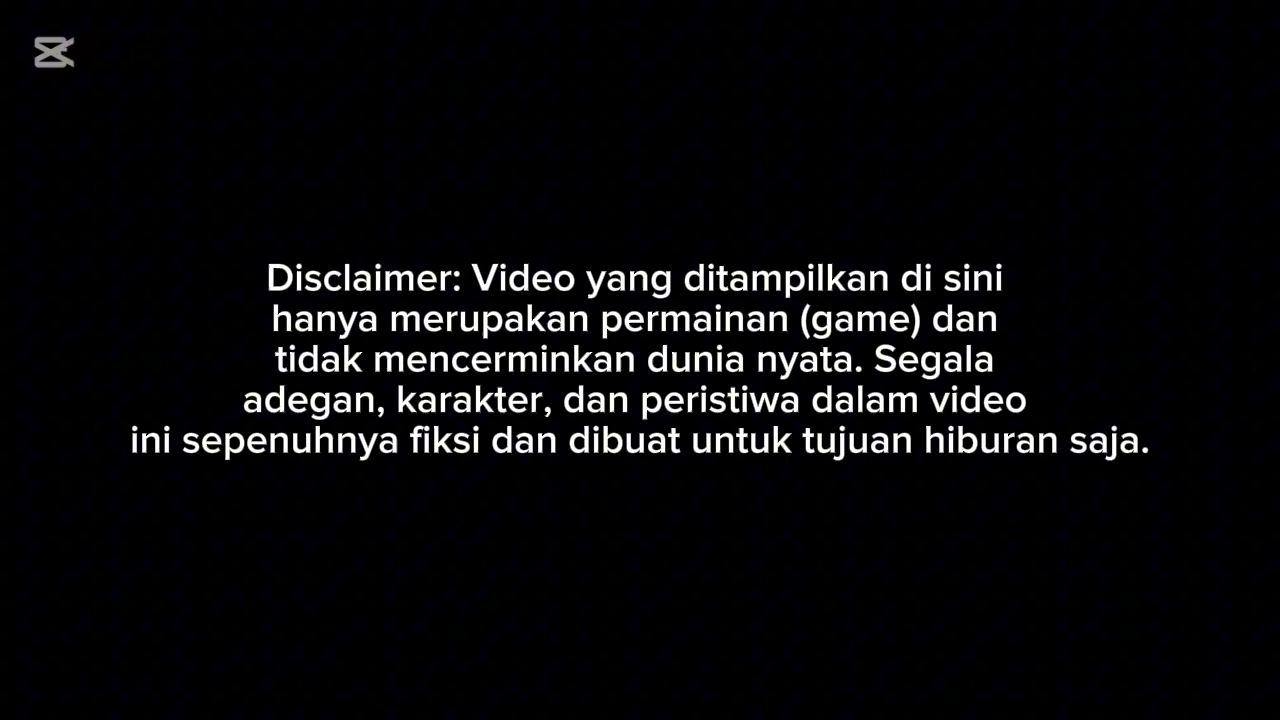 Disclaimer: Video yang ditampilkan di sini
hanya merupakan permainan (game) dan
tidak mencerminkan dunia nyata. Segala
adegan, karakter, dan peristiwa dalam video
ini sepenuhnya fiksi dan dibuat untuk tujuan hiburan saja.